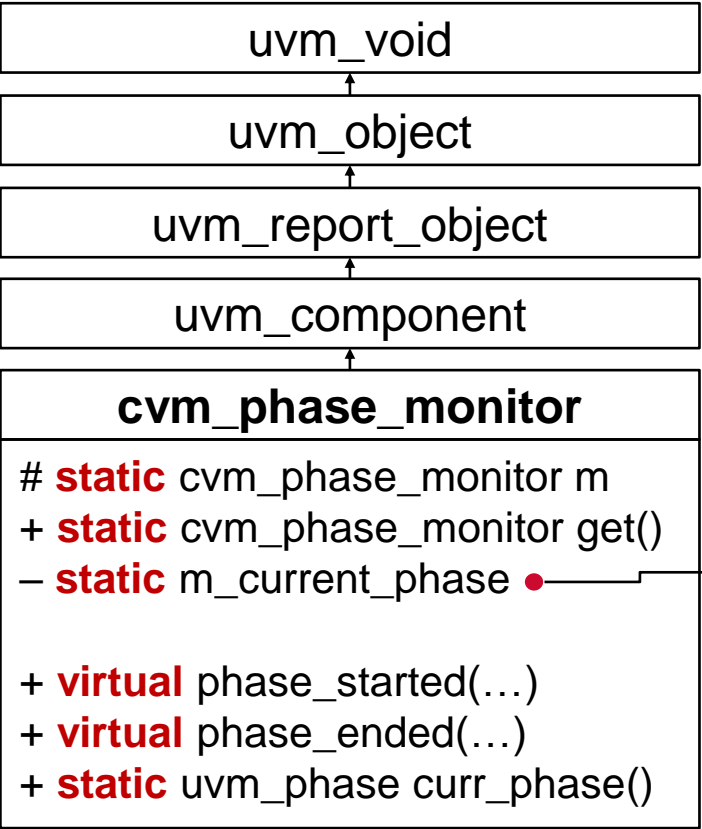 uvm_void
uvm_object
uvm_report_object
uvm_component
cvm_phase_monitor
# static cvm_phase_monitor m
+ static cvm_phase_monitor get()
– static m_current_phase
+ virtual phase_started(…)
+ virtual phase_ended(…)
+ static uvm_phase curr_phase()